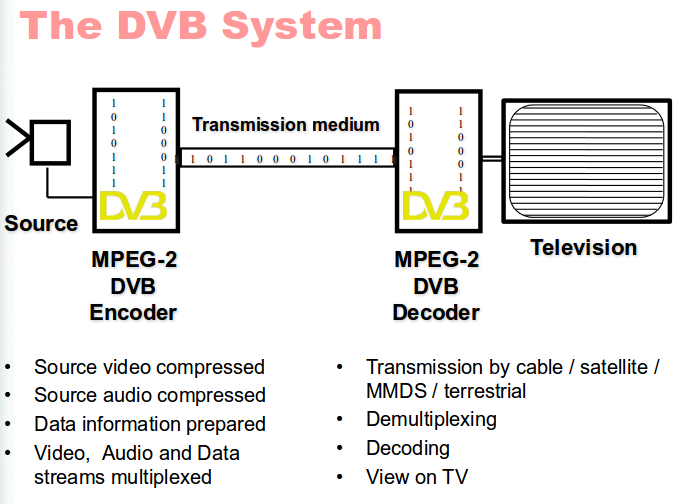 The DVB System
1 1
0 1
1 0
0 0
1 0
1 1
1 1
DVB
Transmission medium
1 1 0 1 1 0 0 0 1 0 1 1 1 1
1 1
0 1
1 0
0 0
1 0
1 1
1 1
DVB
Source
Television
MPEG-2
DVB
Encoder
MPEG-2
DVB
Decoder
• Source video compressed
• Source audio compressed
• Data information prepared
• Video, Audio and Data
streams multiplexed
• Transmission by cable / satellite /
MMDS / terrestrial
• Demultiplexing
• Decoding
• View on TV